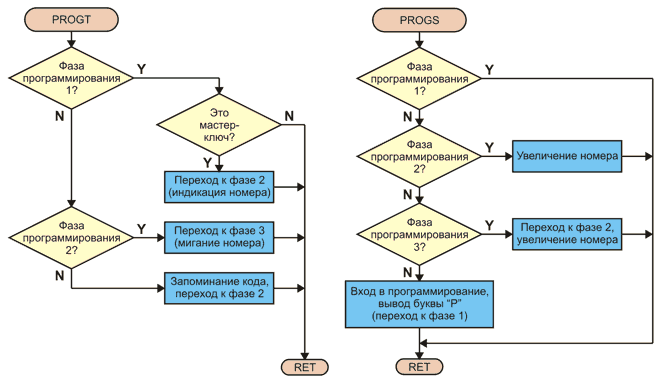 PROGT
Фаза
программирования
1?
Y
N
Это
мастер-
ключ?
N
Y
Переход к фазе 2
(индикация номера)
Фаза
программирования
2?
Y
Переход к фазе 3
(мигание номера)
N
Запоминание кода,
переход к фазе 2
RET
PROGS
Фаза
программирования
1?
Y
N
Фаза
программирования
2?
Y
Увеличение номера
N
Фаза
программирования
3?
Y
Переход к фазе 2,
увеличение номера
N
Вход в программирование,
вывод буквы "P"
(переход к фазе 1)
RET